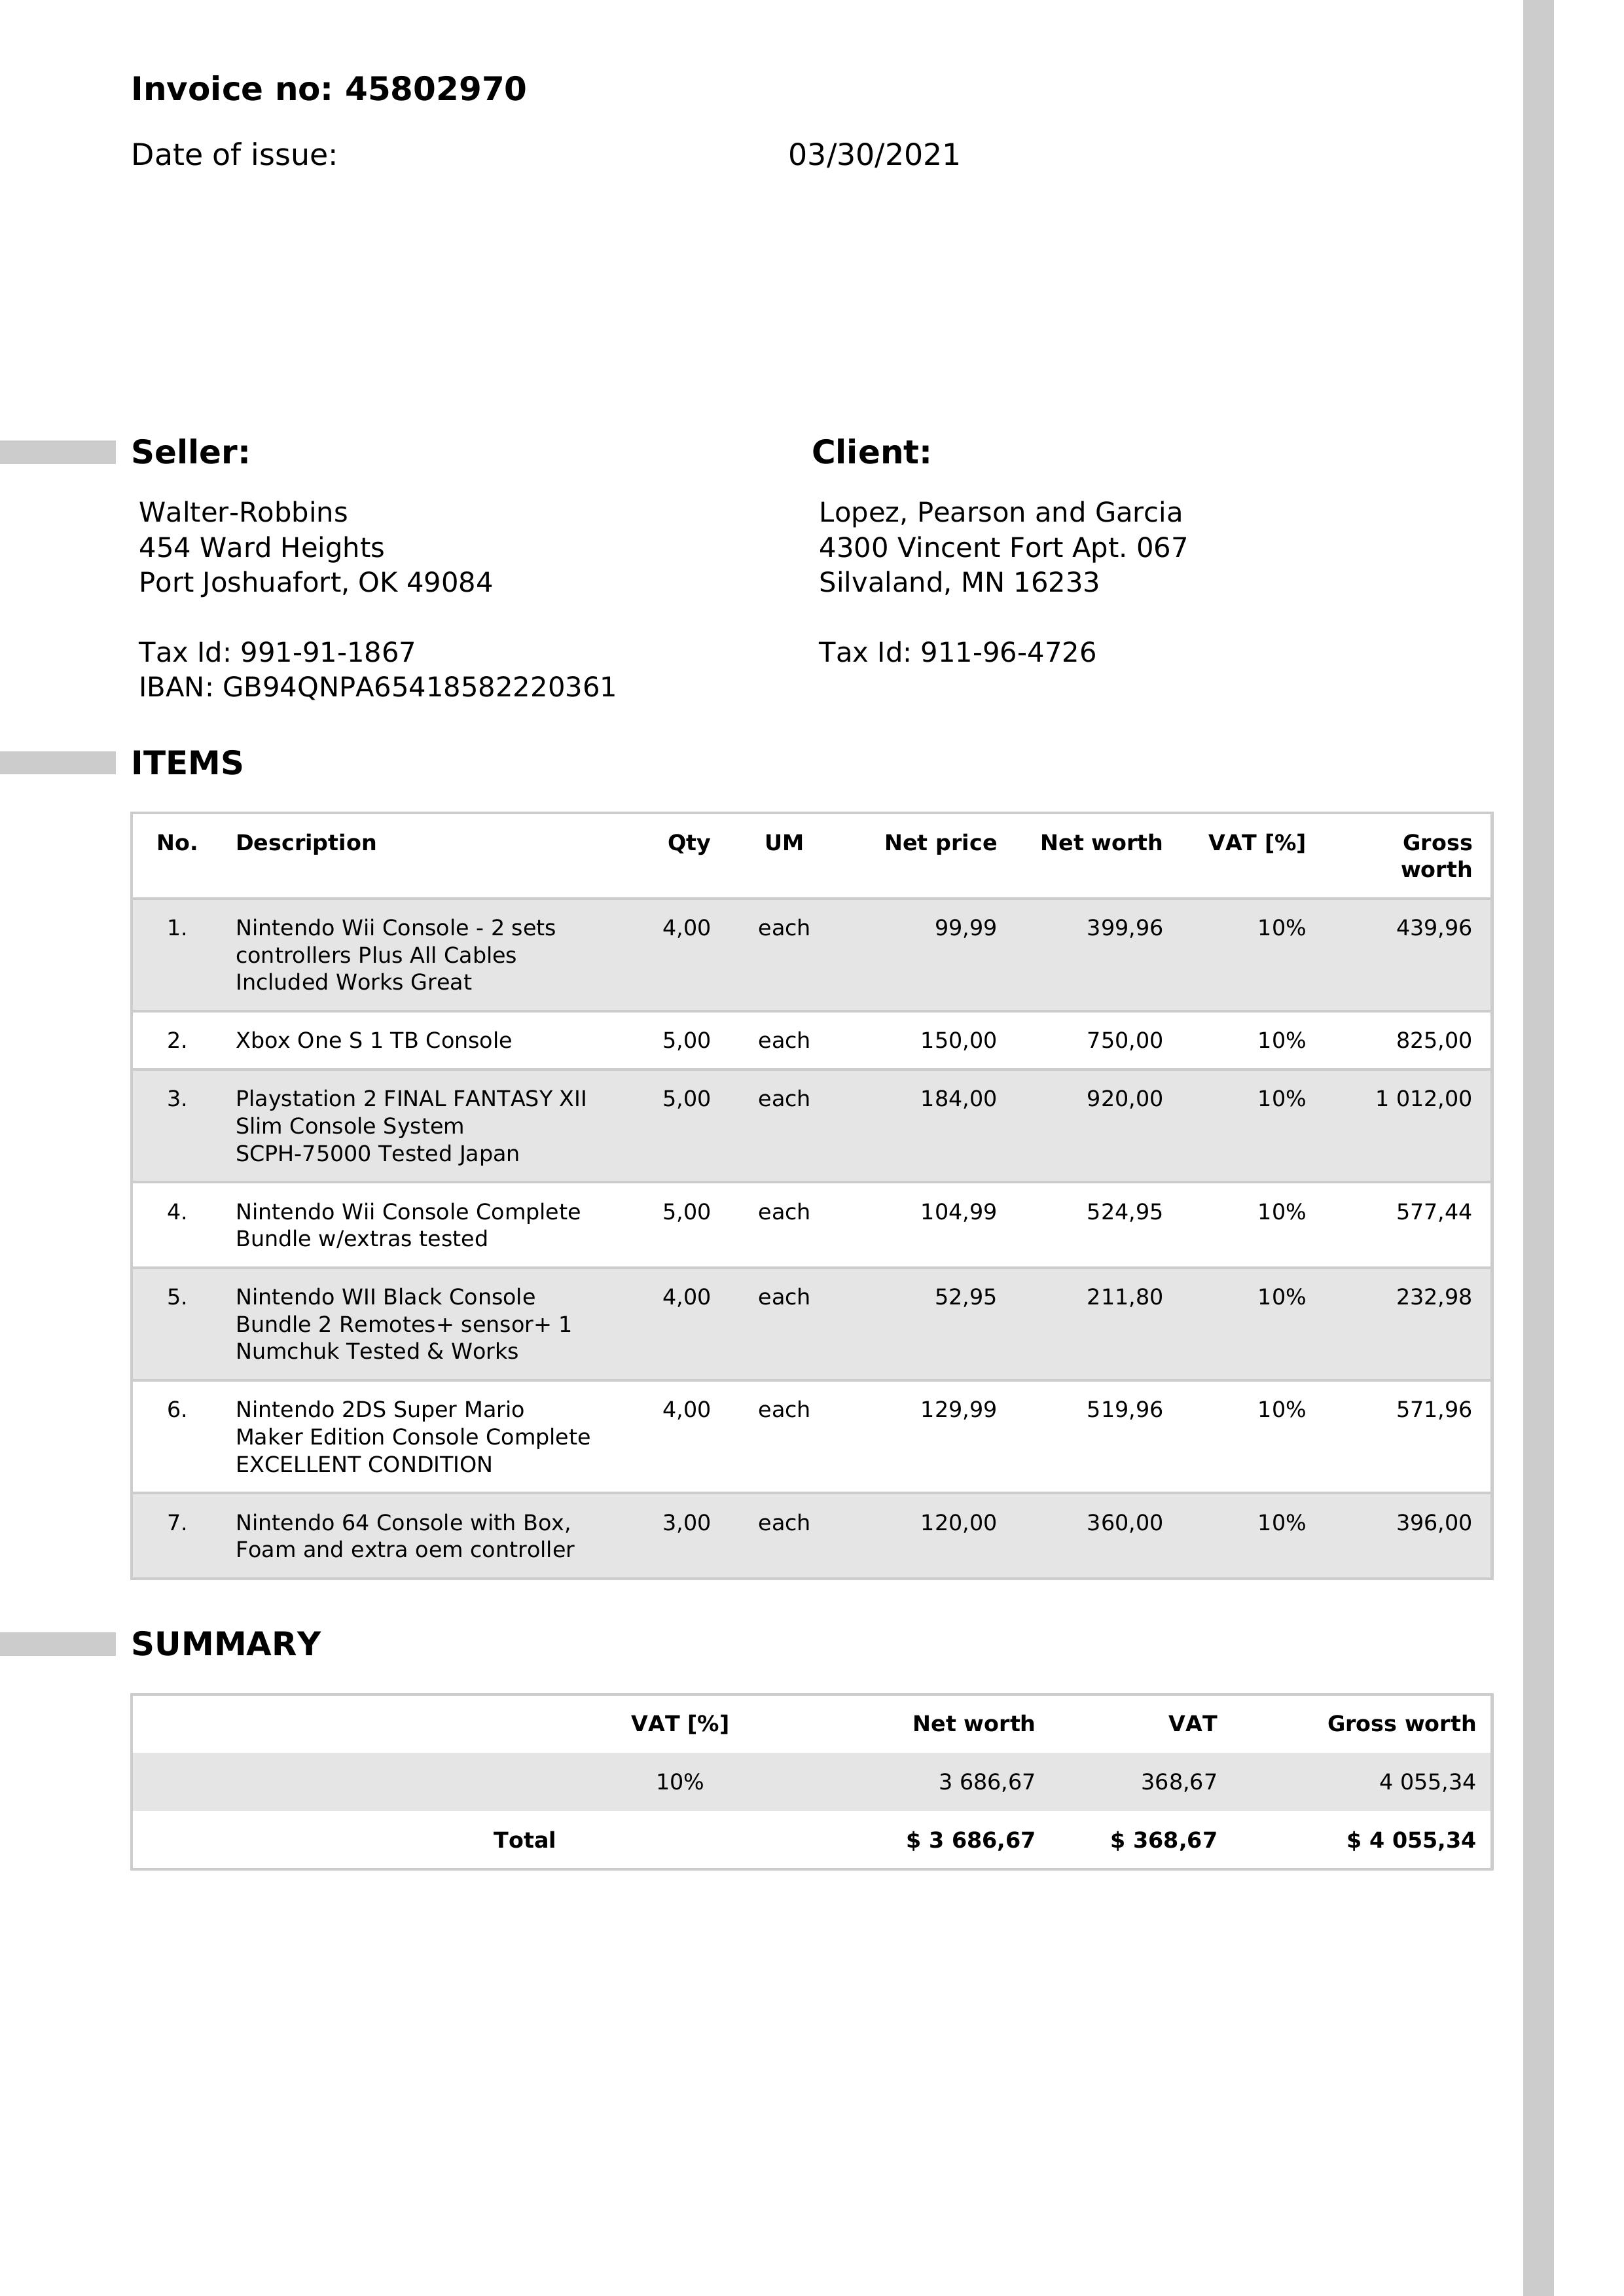 Invoice no: 45802970
Date of issue: 03/30/2021
Seller:
Walter-Robbins
454 Ward Heights
Port Joshuafort, OK 49084
Tax Id: 991-91-1867
IBAN: GB94QNPA65418582220361
Client:
Lopez, Pearson and Garcia
4300 Vincent Fort Apt. 067
Silvaland, MN 16233
Tax Id: 911-96-4726
ITEMS
No. Description Qty UM Net price Net worth VAT [%] Gross
worth
1. Nintendo Wii Console - 2 sets 4,00 each 99,99 399,96 10% 439,96
controllers Plus All Cables
Included Works Great
2. Xbox One S 1 TB Console 5,00 each 150,00 750,00 10% 825,00
3. Playstation 2 FINAL FANTASY XII 5,00 each 184,00 920,00 10% 1 012,00
Slim Console System
SCPH-75000 Tested Japan
4. Nintendo Wii Console Complete 5,00 each 104,99 524,95 10% 577,44
Bundle w/extras tested
5. Nintendo WII Black Console 4,00 each 52,95 211,80 10% 232,98
Bundle 2 Remotes+ sensor+ 1
Numchuk Tested & Works
6. Nintendo 2DS Super Mario 4,00 each 129,99 519,96 10% 571,96
Maker Edition Console Complete
EXCELLENT CONDITION
7. Nintendo 64 Console with Box, 3,00 each 120,00 360,00 10% 396,00
Foam and extra oem controller
SUMMARY
VAT [%] Net worth VAT Gross worth
10% 3 686,67 368,67 4 055,34
Total $ 3 686,67 $ 368,67 $ 4 055,34